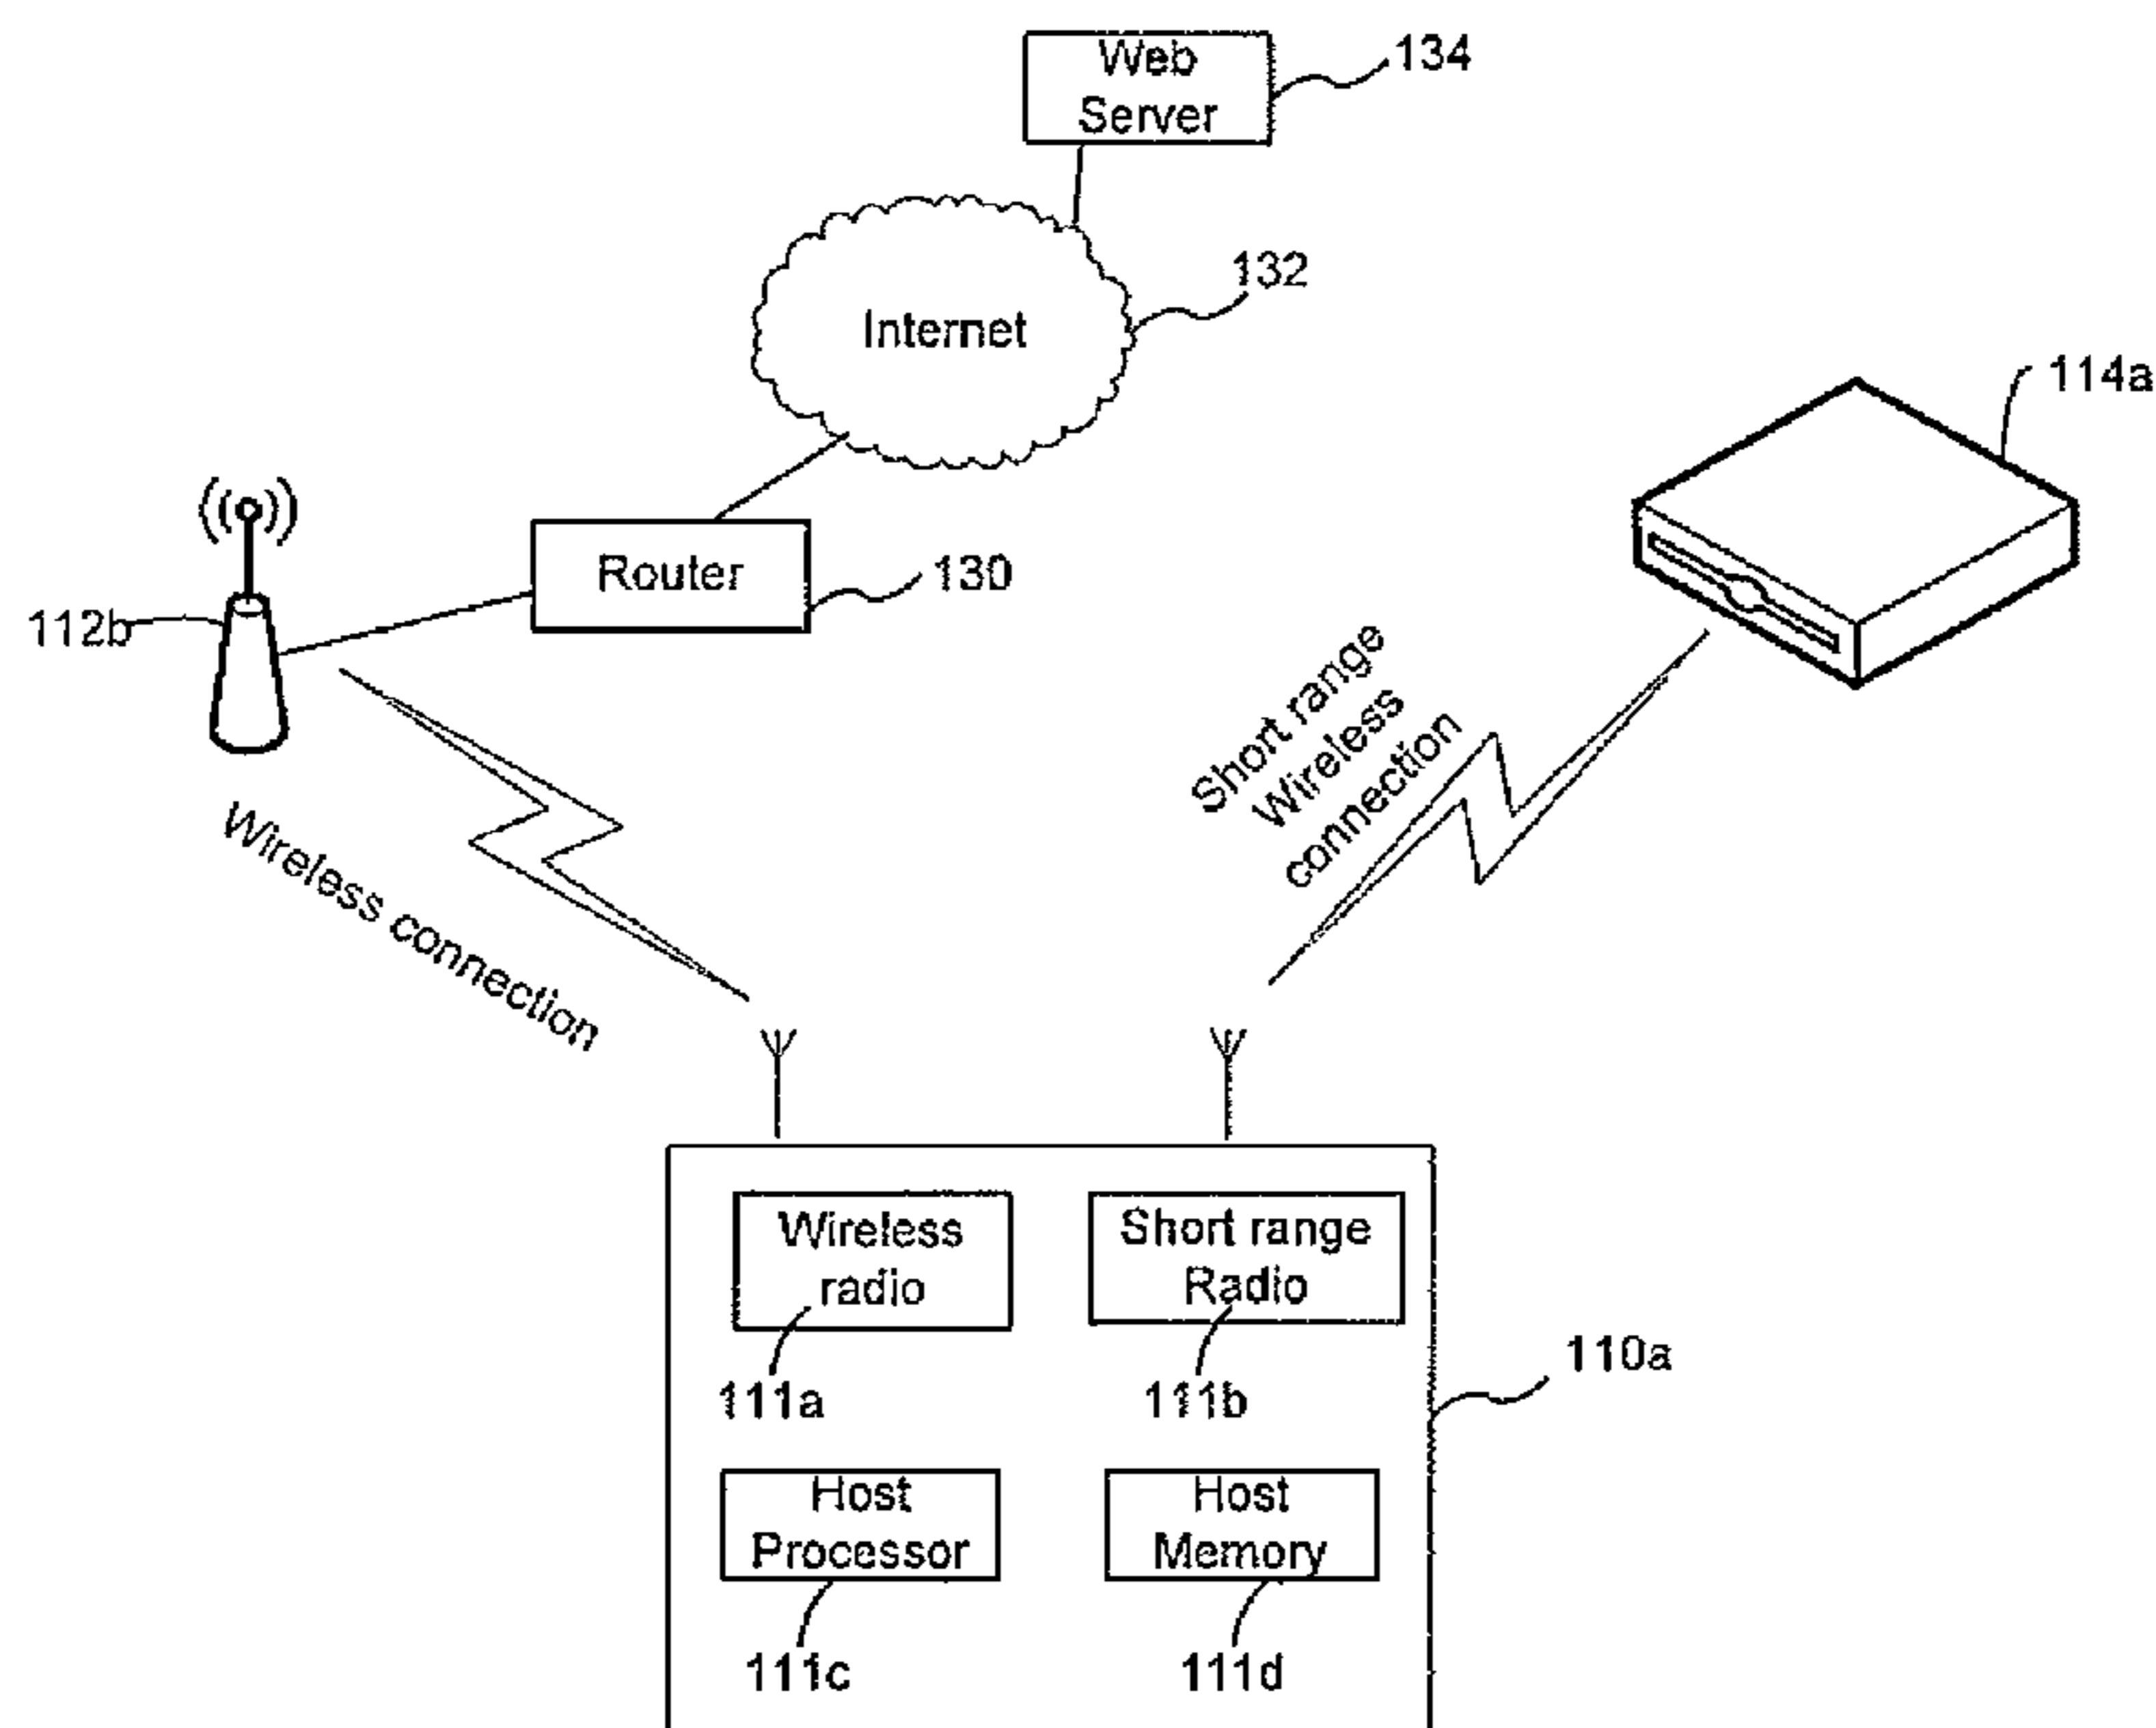 Web
Server
134
Internet
132
114a
Router
130
112b
Short range
Wireless
connection
Wireless connection
Wireless
radio
Short range
Radio
111a
111b
110a
Host
Processor
Host
Memory
111c
111d